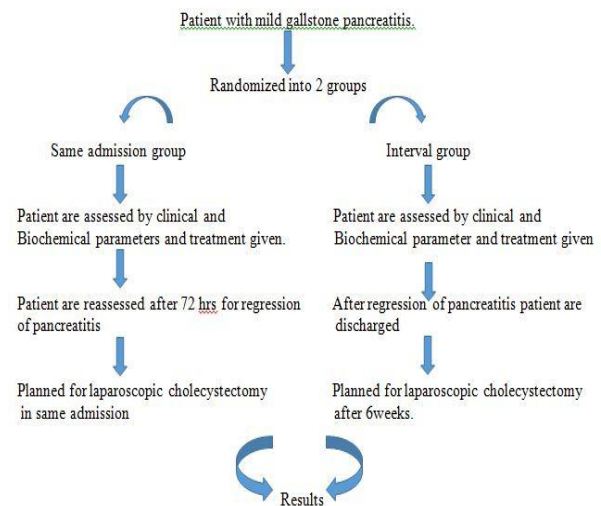 Patient with mild gallstone pancreatitis.
Randomized into 2 groups
Same admission group
Patient are assessed by clinical and
Biochemical parameters and treatment given.
Patient are reassessed after 72 hrs for regression
of pancreatitis
Planned for laparoscopic cholecystectomy
in same admission
Interval group
Patient are assessed by clinical and
Biochemical parameter and treatment given
After regression of pancreatitis patient are
discharged
Planned for laparoscopic cholecystectomy
after 6weeks.
Results